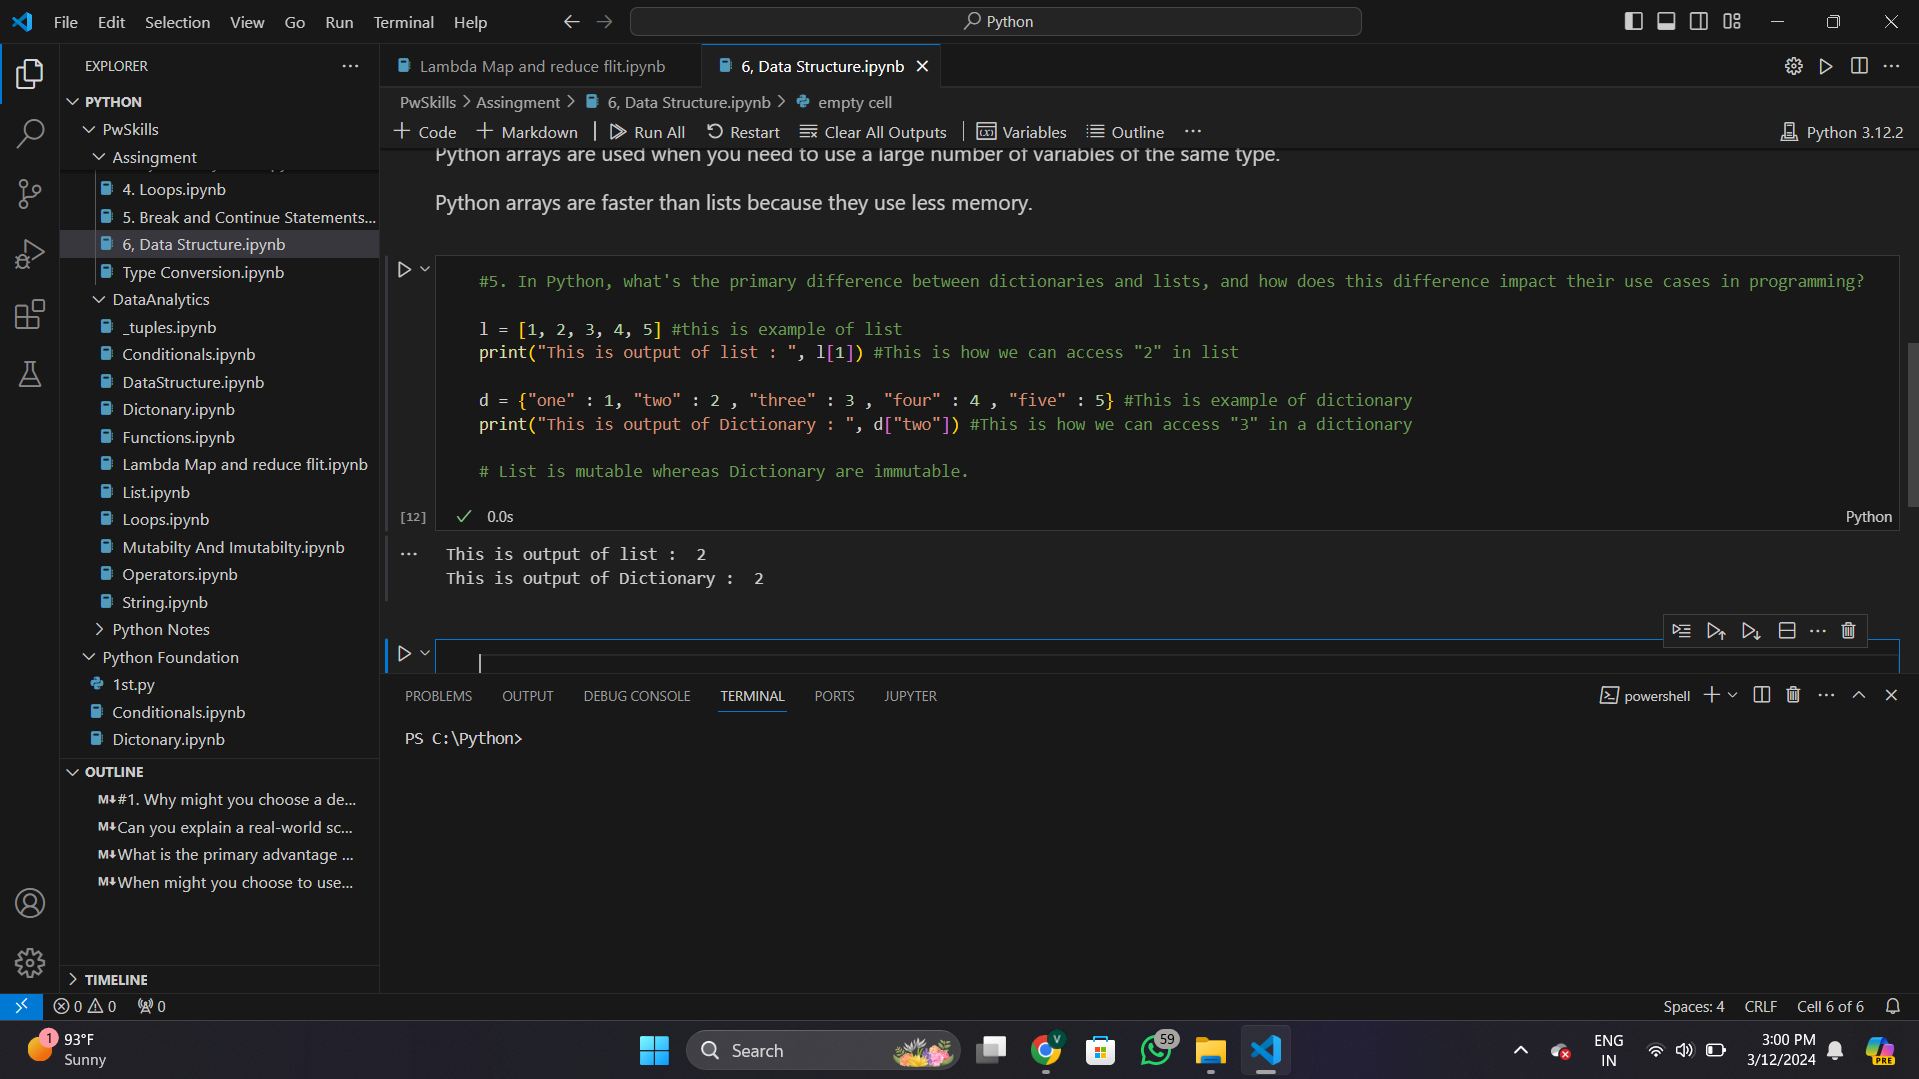 File Edit Selection View Go Run Terminal Help
Python
EXPLORER
Lambda Map and reduce flit.ipynb
6, Data Structure.ipynb
PYTHON
PwSkills > Assingment > 6, Data Structure.ipynb > empty cell
PwSkills
+ Code + Markdown Run All Restart Clear All Outputs Variables Outline ...
Python 3.12.2
Assingment
4. Loops.ipynb
5. Break and Continue Statements...
6, Data Structure.ipynb
Type Conversion.ipynb
DataAnalytics
_tuples.ipynb
Conditionals.ipynb
DataStructure.ipynb
Dictonary.ipynb
Functions.ipynb
Lambda Map and reduce flit.ipynb
List.ipynb
Loops.ipynb
Mutabilty And Imutabilty.ipynb
Operators.ipynb
String.ipynb
Python Notes
Python Foundation
1st.py
Conditionals.ipynb
Dictonary.ipynb
OUTLINE
M↓#1. Why might you choose a de...
M↓Can you explain a real-world sc...
M↓What is the primary advantage ...
M↓When might you choose to use...
TIMELINE
Python arrays are used when you need to use a large number of variables of the same type.
Python arrays are faster than lists because they use less memory.
#5. In Python, what's the primary difference between dictionaries and lists, and how does this difference impact their use cases in programming?
l = [1, 2, 3, 4, 5] #this is example of list
print("This is output of list : ", l[1]) #This is how we can access "2" in list
d = {"one" : 1, "two" : 2 , "three" : 3 , "four" : 4 , "five" : 5} #This is example of dictionary
print("This is output of Dictionary : ", d["two"]) #This is how we can access "3" in a dictionary
# List is mutable whereas Dictionary are immutable.
[12] 0.0s
Python
This is output of list :  2
This is output of Dictionary :  2
PROBLEMS OUTPUT DEBUG CONSOLE TERMINAL PORTS JUPYTER
powershell
PS C:\Python>
0 0 0
Spaces: 4 CRLF Cell 6 of 6
1
93°F
Sunny
Search
V
59
ENG
IN
3:00 PM
3/12/2024
PRE